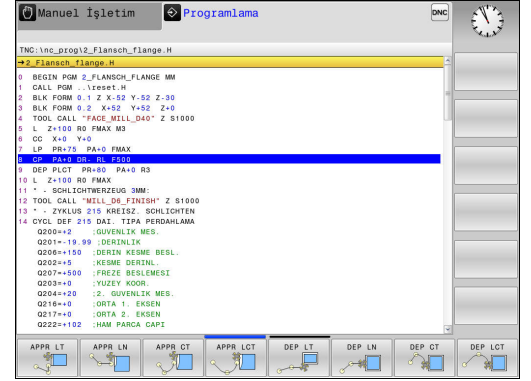 Manuel İşletim
Programlama
DNC
TNC:\nc_prog\2_Flansch_flange.H
→2_Flansch_flange.H
0 BEGIN PGM 2_FLANSCH_FLANGE MM
1 CALL PGM ..\reset.H
2 BLK FORM 0.1 Z X-52 Y-52 Z-30
3 BLK FORM 0.2 X+52 Y+52 Z+0
4 TOOL CALL "FACE_MILL_D40" Z S1000
5 L Z+100 R0 FMAX M3
6 CC X+0 Y+0
7 LP PR+75 PA+0 FMAX
8 CP PA+0 DR- RL F500
9 DEP PLCT PR+80 PA+0 R3
10 L Z+100 R0 FMAX
11 * - SCHLICHTWERZEUG 3MM:
12 TOOL CALL "MILL_D6_FINISH" Z S1000
13 * - ZYKLUS 215 KREISZ. SCHLICHTEN
14 CYCL DEF 215 DAI. TIPA PERDAHLAMA
Q200=+2 ;GUVENLIK MES.
Q201=-19.99 ;DERINLIK
Q206=+150 ;DERIN KESME BESL.
Q202=+5 ;KESME DERINL.
Q207=+500 ;FREZE BESLEMESI
Q203=+0 ;YUZEY KOOR.
Q204=+20 ;2. GUVENLIK MES.
Q216=+0 ;ORTA 1. EKSEN
Q217=+0 ;ORTA 2. EKSEN
Q222=+102 ;HAM PARCA CAPI
APPR LT
APPR LN
APPR CT
APPR LCT
DEP LT
DEP LN
DEP CT
DEP LCT